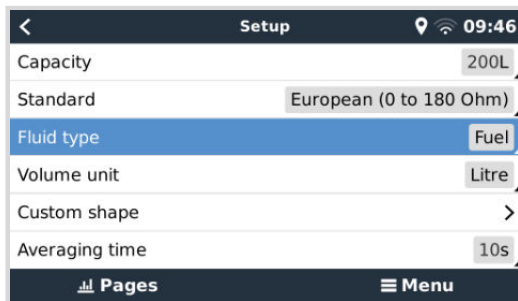 Setup 09:46
Capacity 200L
Standard European (0 to 180 Ohm)
Fluid type Fuel
Volume unit Litre
Custom shape
Averaging time 10s
Pages Menu